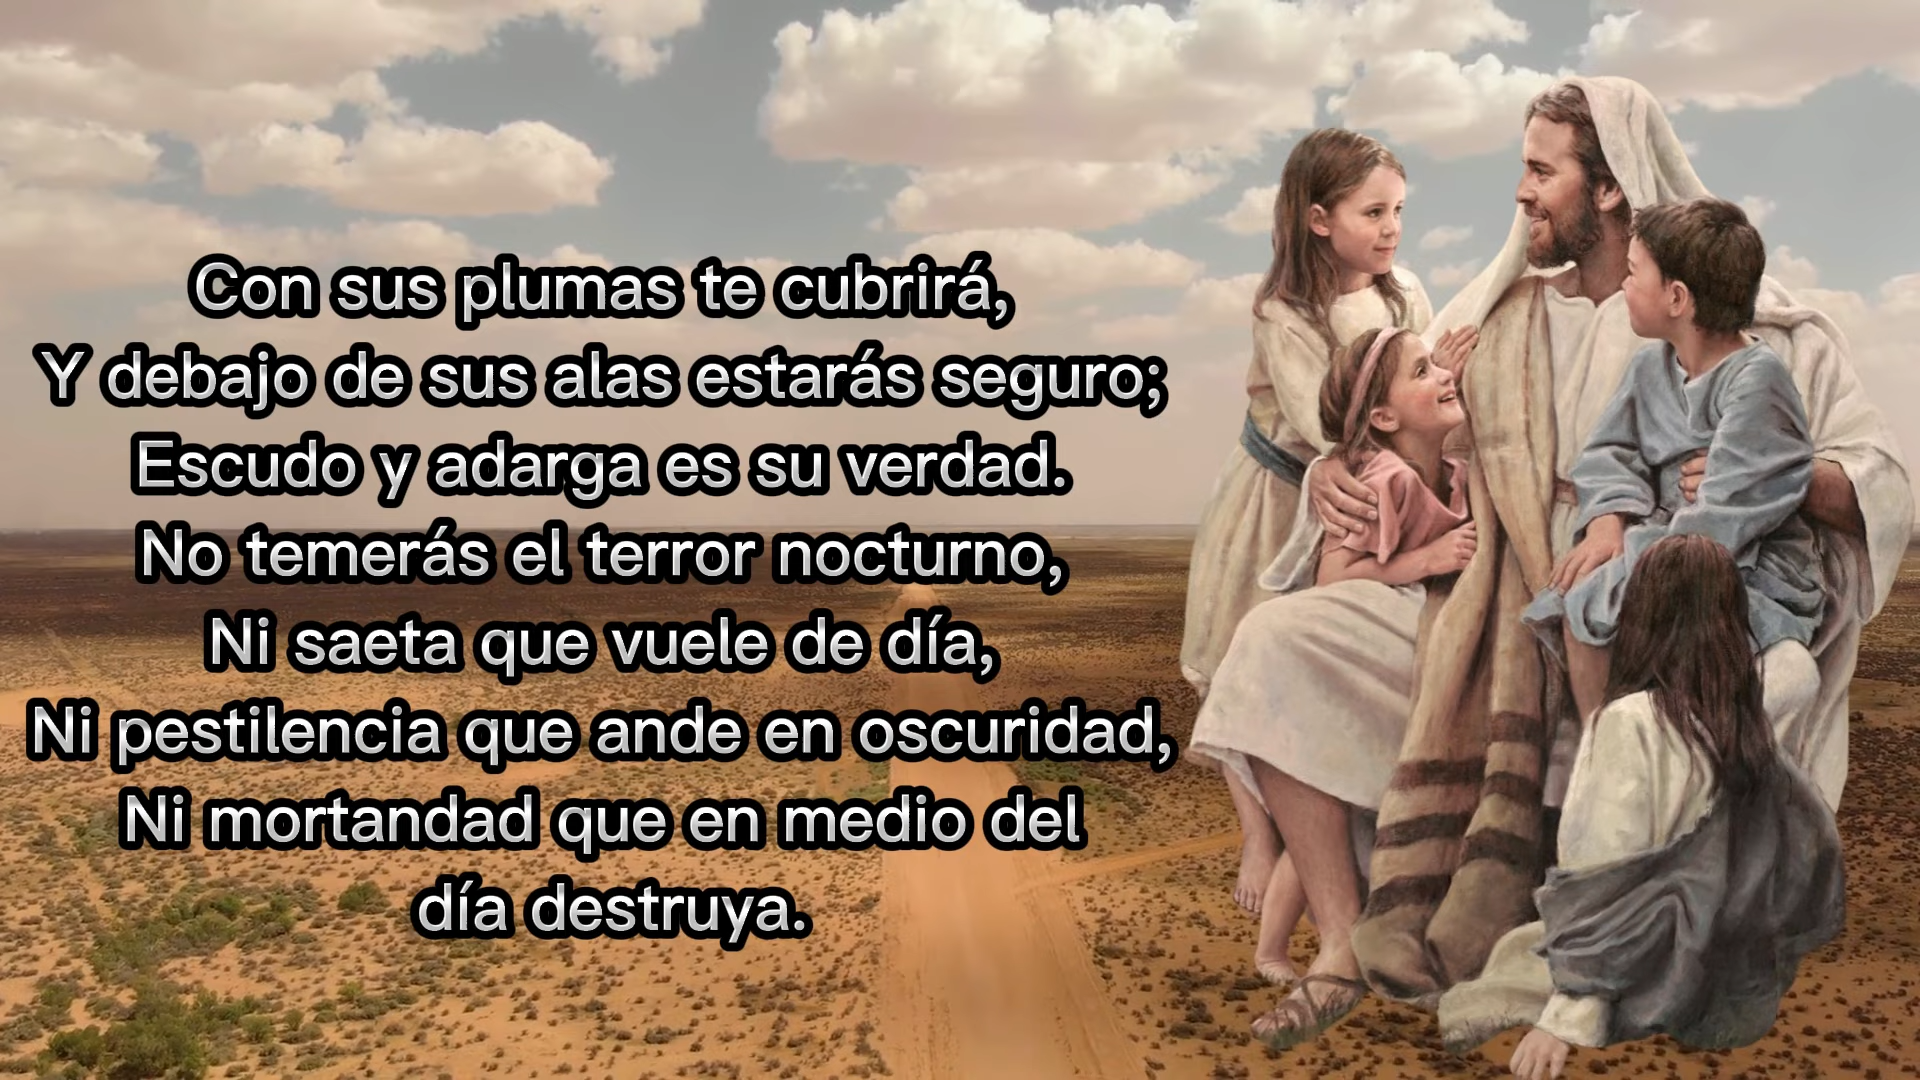 Con sus plumas te cubrirá,
Y debajo de sus alas estarás seguro;
Escudo y adarga es su verdad.
No temerás el terror nocturno,
Ni saeta que vuele de día,
Ni pestilencia que ande en oscuridad,
Ni mortandad que en medio del
día destruya.